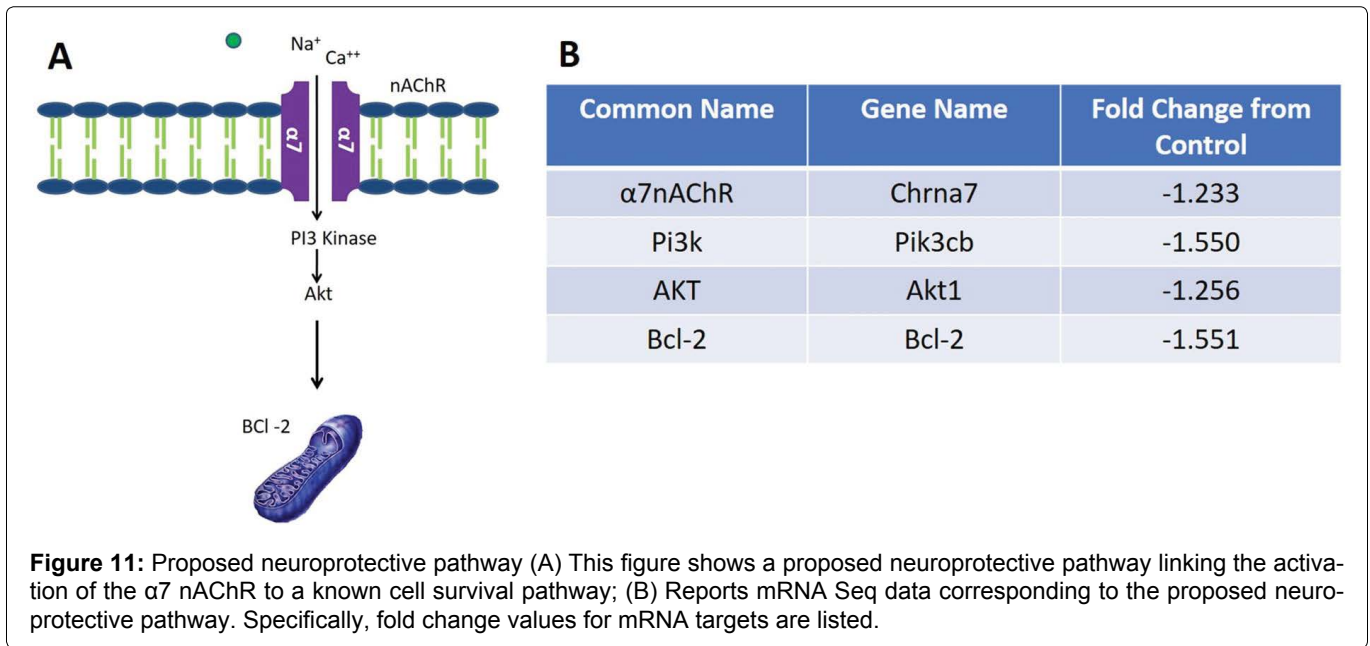 A
Na+
Ca++
nAChR
α7
α7
PI3 Kinase
Akt
BCl -2
B
Common Name Gene Name Fold Change from Control
α7nAChR Chrna7 -1.233
Pi3k Pik3cb -1.550
AKT Akt1 -1.256
Bcl-2 Bcl-2 -1.551
Figure 11: Proposed neuroprotective pathway (A) This figure shows a proposed neuroprotective pathway linking the activa-
tion of the α7 nAChR to a known cell survival pathway; (B) Reports mRNA Seq data corresponding to the proposed neuro-
protective pathway. Specifically, fold change values for mRNA targets are listed.